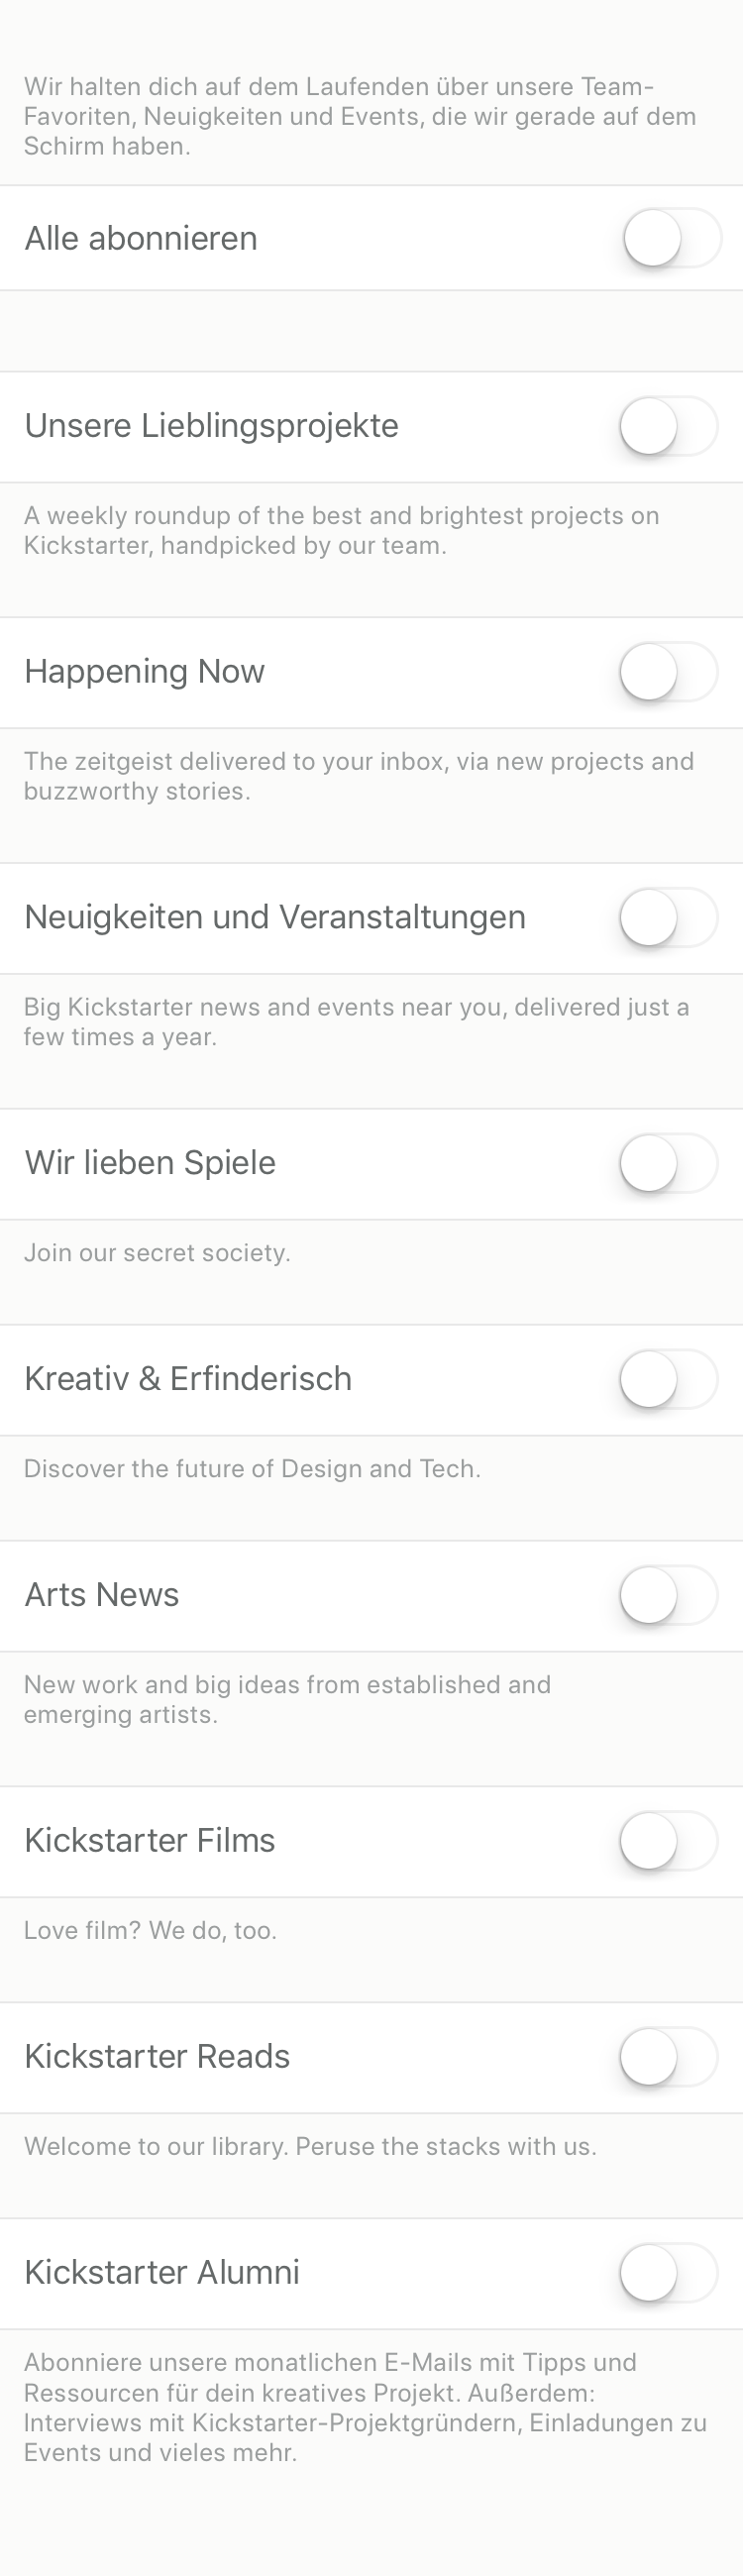 Wir halten dich auf dem Laufenden über unsere Team-
Favoriten, Neuigkeiten und Events, die wir gerade auf dem
Schirm haben.
Alle abonnieren
Unsere Lieblingsprojekte
A weekly roundup of the best and brightest projects on
Kickstarter, handpicked by our team.
Happening Now
The zeitgeist delivered to your inbox, via new projects and
buzzworthy stories.
Neuigkeiten und Veranstaltungen
Big Kickstarter news and events near you, delivered just a
few times a year.
Wir lieben Spiele
Join our secret society.
Kreativ & Erfinderisch
Discover the future of Design and Tech.
Arts News
New work and big ideas from established and
emerging artists.
Kickstarter Films
Love film? We do, too.
Kickstarter Reads
Welcome to our library. Peruse the stacks with us.
Kickstarter Alumni
Abonniere unsere monatlichen E-Mails mit Tipps und
Ressourcen für dein kreatives Projekt. Außerdem:
Interviews mit Kickstarter-Projektgründern, Einladungen zu
Events und vieles mehr.